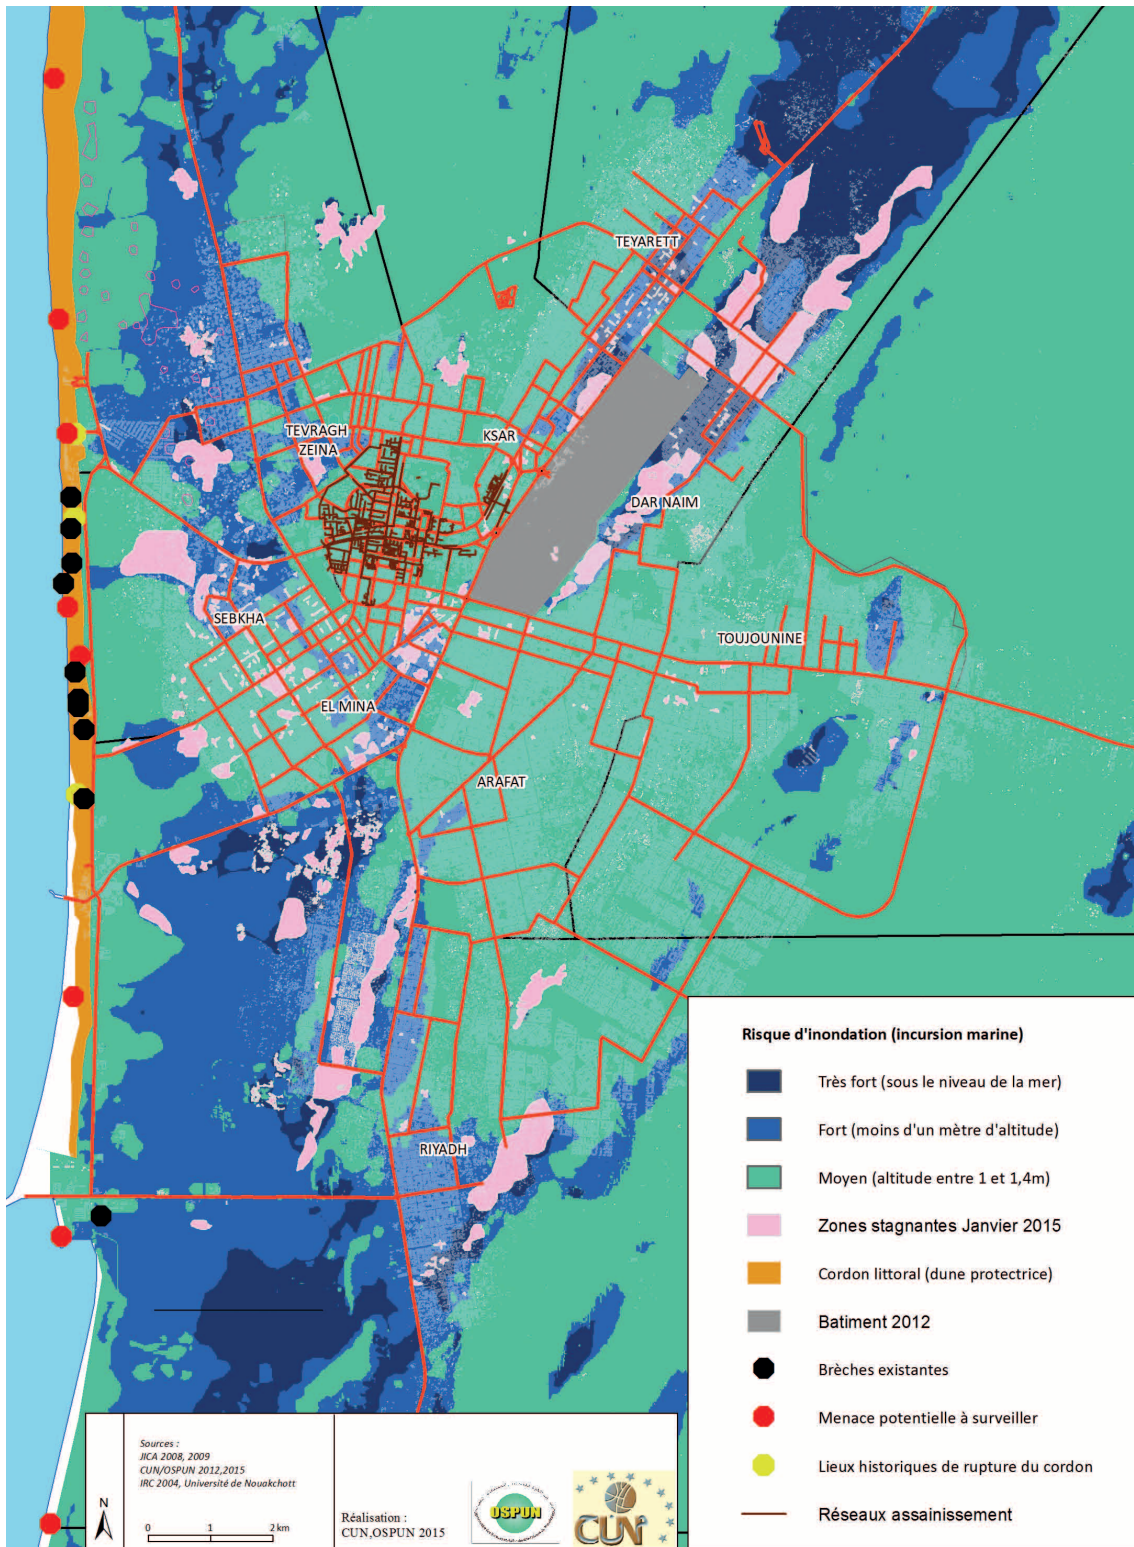 TEYARETT
TEVRAGH
ZEINA
KSAR
DAR NAIM
SEBKHA
TOUJOUNINE
EL MINA
ARAFAT
RIYADH
Risque d'inondation (incursion marine)
Très fort (sous le niveau de la mer)
Fort (moins d'un mètre d'altitude)
Moyen (altitude entre 1 et 1,4m)
Zones stagnantes Janvier 2015
Cordon littoral (dune protectrice)
Batiment 2012
Brèches existantes
Menace potentielle à surveiller
Lieux historiques de rupture du cordon
Réseaux assainissement
N
0 1 2 km
Sources :
JICA 2008, 2009
CUN/OSPUN 2012,2015
IRC 2004, Université de Nouakchott
Réalisation :
CUN,OSPUN 2015
OSPUN
CUN